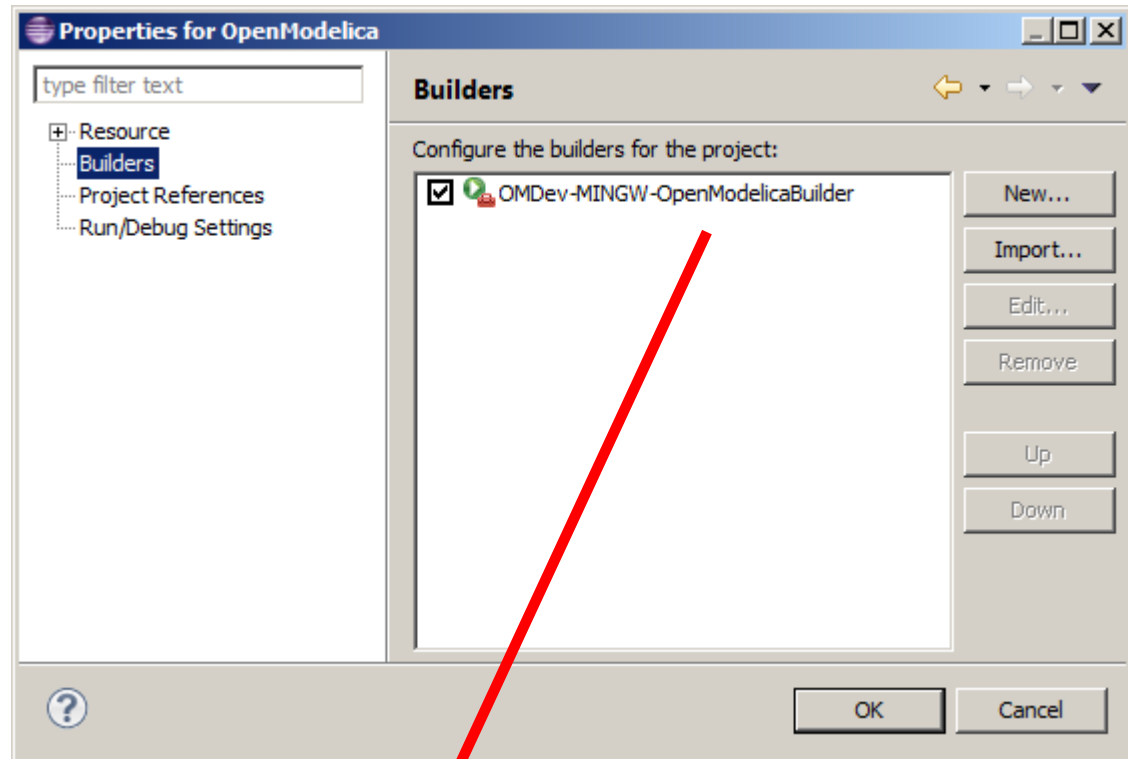 Properties for OpenModelica
type filter text
Resource
Builders
Project References
Run/Debug Settings
Builders
Configure the builders for the project:
OMDev-MINGW-OpenModelicaBuilder
New...
Import...
Edit...
Remove
Up
Down
?
OK
Cancel